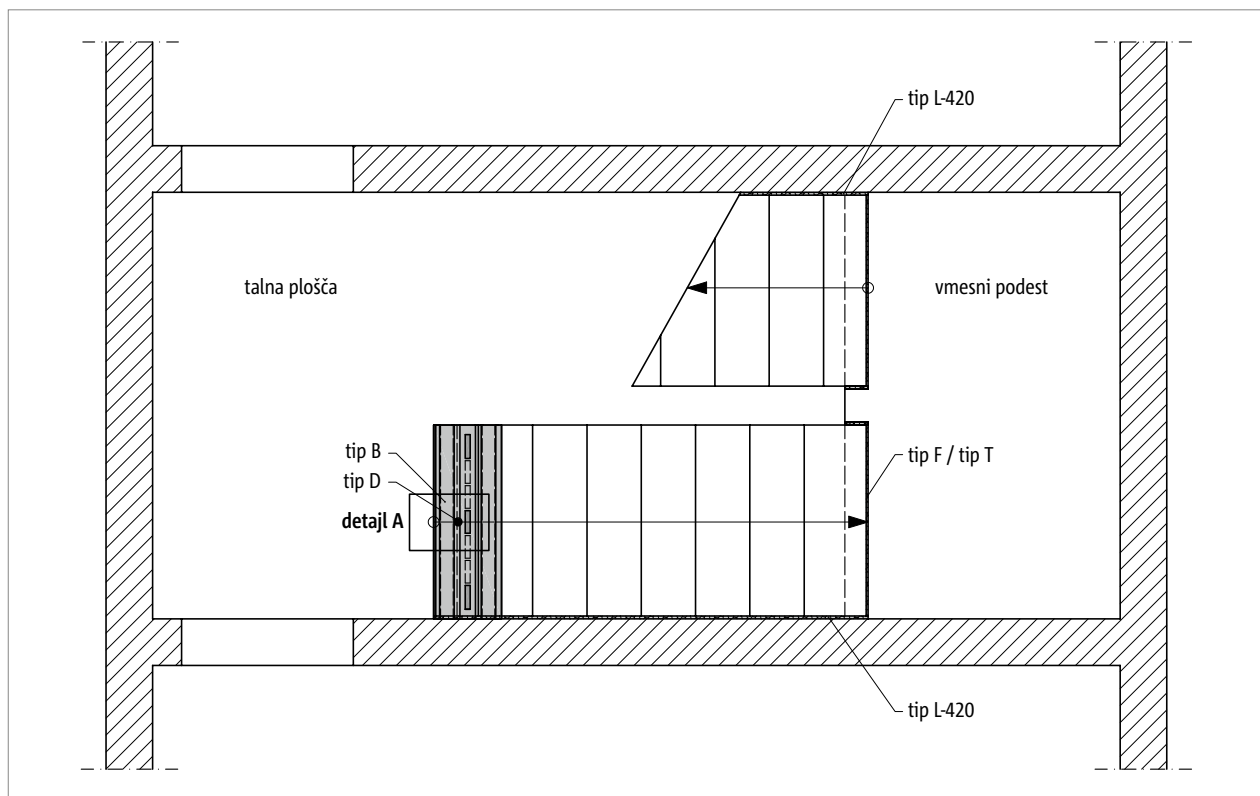 tip L-420
talna plošča
vmesni podest
tip B
tip F / tip T
tip D
detajl A
tip L-420